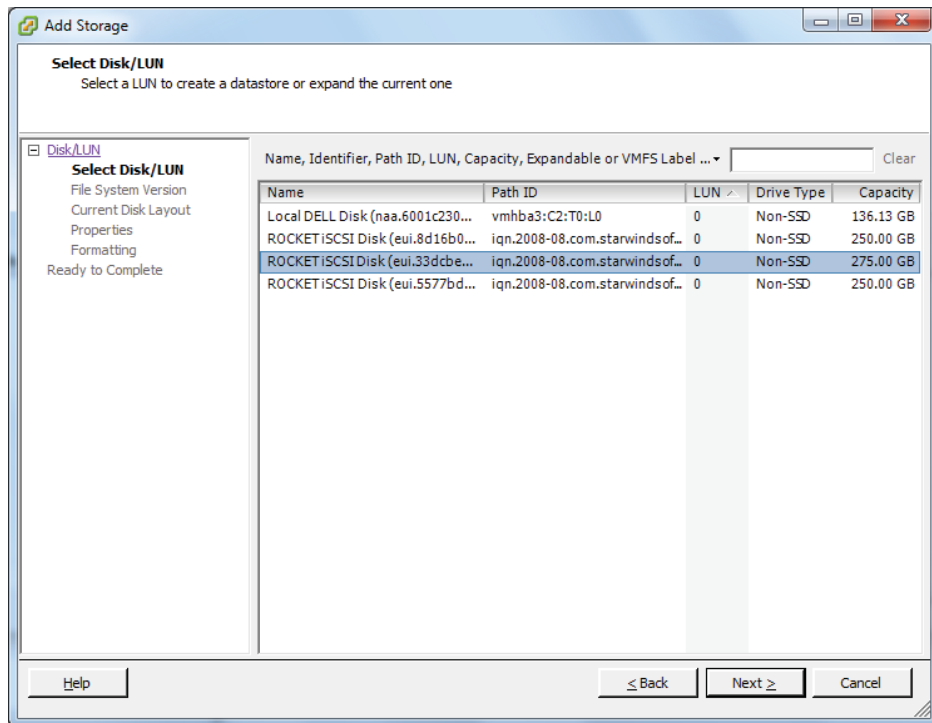 Add Storage
Select Disk/LUN
Select a LUN to create a datastore or expand the current one
Disk/LUN
Select Disk/LUN
File System Version
Current Disk Layout
Properties
Formatting
Ready to Complete
Name, Identifier, Path ID, LUN, Capacity, Expandable or VMFS Label ... Clear
Name Path ID LUN Drive Type Capacity
Local DELL Disk (naa.6001c230... vmhba3:C2:T0:L0 0 Non-SSD 136.13 GB
ROCKET iSCSI Disk (eui.8d16b0... iqn.2008-08.com.starwindsof... 0 Non-SSD 250.00 GB
ROCKET iSCSI Disk (eui.33dcbe... iqn.2008-08.com.starwindsof... 0 Non-SSD 275.00 GB
ROCKET iSCSI Disk (eui.5577bd... iqn.2008-08.com.starwindsof... 0 Non-SSD 250.00 GB
Help < Back Next > Cancel